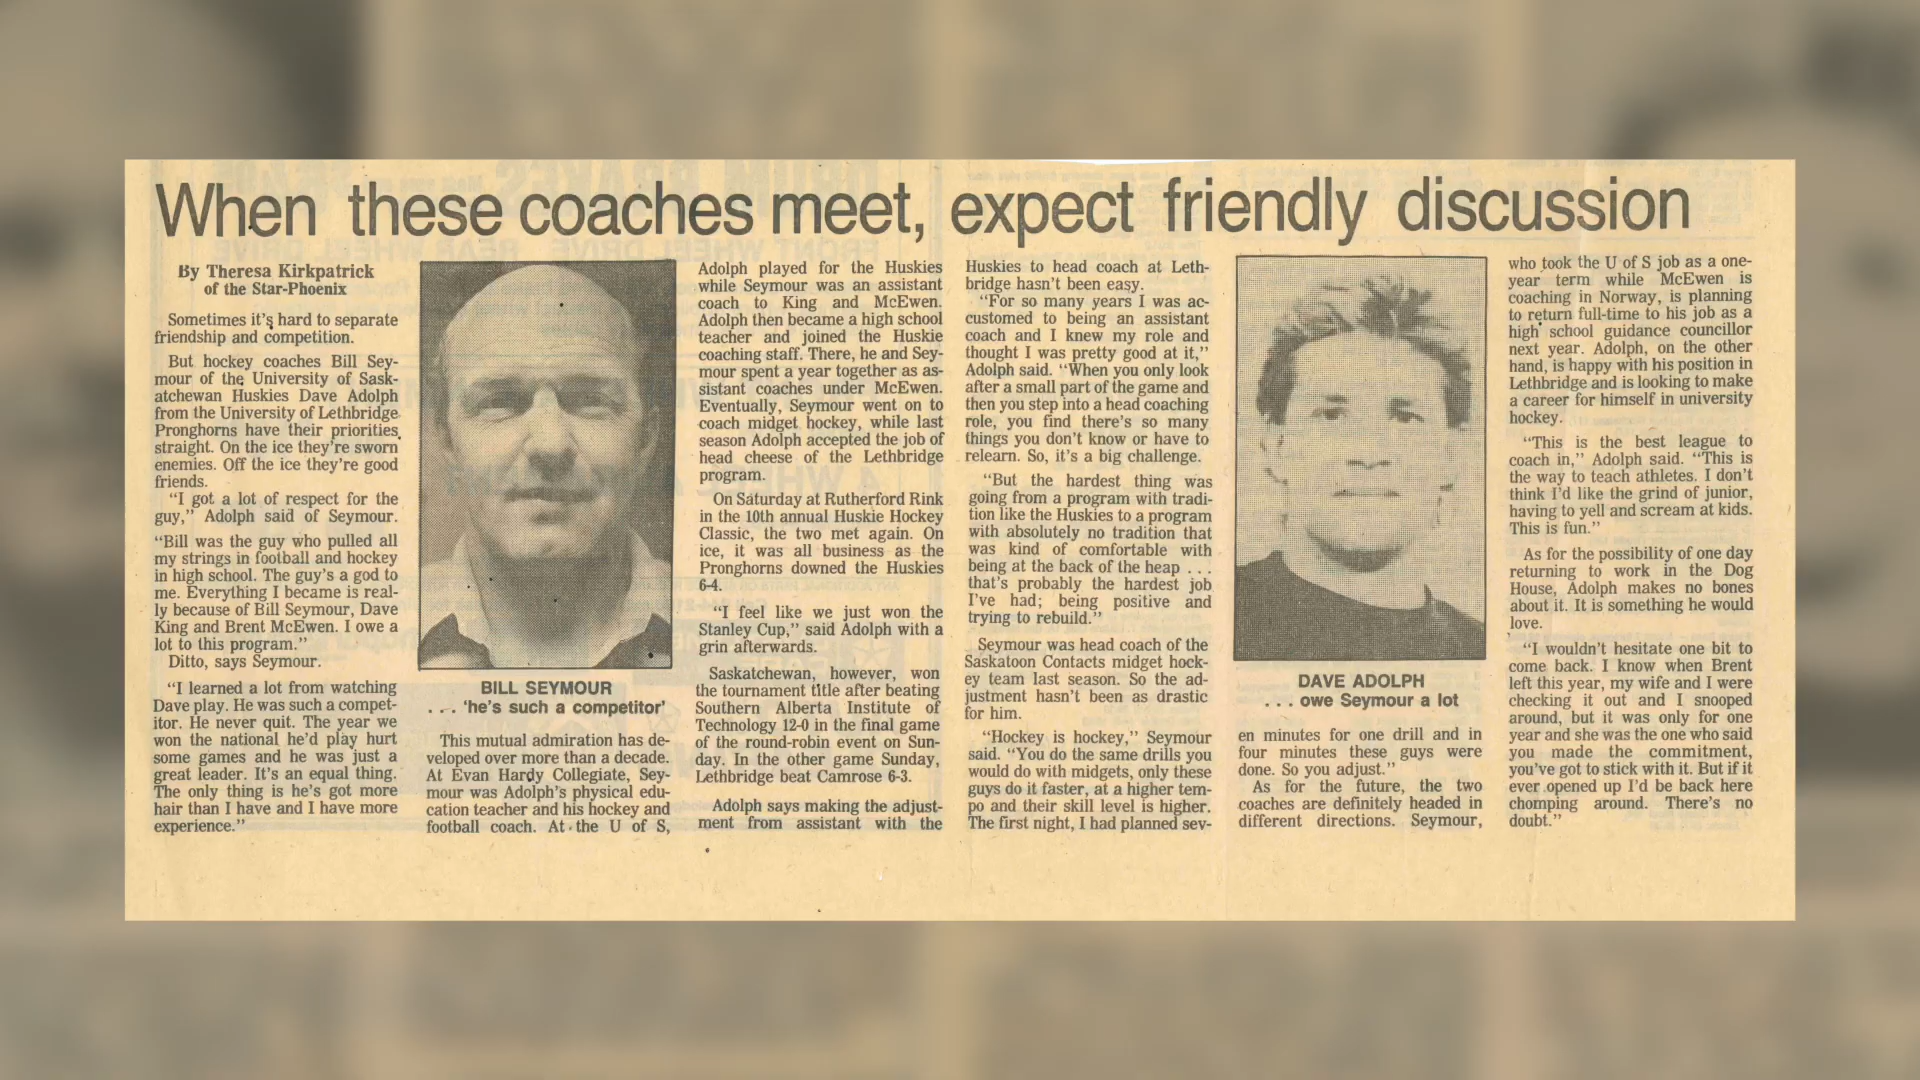 When these coaches meet, expect friendly discussion
By Theresa Kirkpatrick
of the Star-Phoenix
Sometimes it's hard to separate
friendship and competition.
But hockey coaches Bill Sey-
mour of the University of Sask-
atchewan Huskies Dave Adolph
from the University of Lethbridge
Pronghorns have their priorities
straight. On the ice they're sworn
enemies. Off the ice they're good
friends.
"I got a lot of respect for the
guy," Adolph said of Seymour.
"Bill was the guy who pulled all
my strings in football and hockey
in high school. The guy's a god to
me. Everything I became is real-
ly because of Bill Seymour, Dave
King and Brent McEwen. I owe a
lot to this program."
Ditto, says Seymour.
"I learned a lot from watching
Dave play. He was such a compet-
itor. He never quit. The year we
won the national he'd play hurt
some games and he was just a
great leader. It's an equal thing.
The only thing is he's got more
hair than I have and I have more
experience."
BILL SEYMOUR
. . . 'he's such a competitor'
This mutual admiration has de-
veloped over more than a decade.
At Evan Hardy Collegiate, Sey-
mour was Adolph's physical edu-
cation teacher and his hockey and
football coach. At the U of S,
Adolph played for the Huskies
while Seymour was an assistant
coach to King and McEwen.
Adolph then became a high school
teacher and joined the Huskie
coaching staff. There, he and Sey-
mour spent a year together as as-
sistant coaches under McEwen.
Eventually, Seymour went on to
coach midget hockey, while last
season Adolph accepted the job of
head cheese of the Lethbridge
program.
On Saturday at Rutherford Rink
in the 10th annual Huskie Hockey
Classic, the two met again. On
ice, it was all business as the
Pronghorns downed the Huskies
6-4.
"I feel like we just won the
Stanley Cup," said Adolph with a
grin afterwards.
Saskatchewan, however, won
the tournament title after beating
Southern Alberta Institute of
Technology 12-0 in the final game
of the round-robin event on Sun-
day. In the other game Sunday,
Lethbridge beat Camrose 6-3.
Adolph says making the adjust-
ment from assistant with the
Huskies to head coach at Leth-
bridge hasn't been easy.
"For so many years I was ac-
customed to being an assistant
coach and I knew my role and
thought I was pretty good at it,"
Adolph said. "When you only look
after a small part of the game and
then you step into a head coaching
role, you find there's so many
things you don't know or have to
relearn. So, it's a big challenge.
"But the hardest thing was
going from a program with tradi-
tion like the Huskies to a program
with absolutely no tradition that
was kind of comfortable with
being at the back of the heap . . .
that's probably the hardest job
I've had; being positive and
trying to rebuild."
Seymour was head coach of the
Saskatoon Contacts midget hock-
ey team last season. So the ad-
justment hasn't been as drastic
for him.
"Hockey is hockey," Seymour
said. "You do the same drills you
would do with midgets, only these
guys do it faster, at a higher tem-
po and their skill level is higher.
The first night, I had planned sev-
DAVE ADOLPH
. . . owe Seymour a lot
en minutes for one drill and in
four minutes these guys were
done. So you adjust."
As for the future, the two
coaches are definitely headed in
different directions. Seymour,
who took the U of S job as a one-
year term while McEwen is
coaching in Norway, is planning
to return full-time to his job as a
high school guidance councillor
next year. Adolph, on the other
hand, is happy with his position in
Lethbridge and is looking to make
a career for himself in university
hockey.
"This is the best league to
coach in," Adolph said. "This is
the way to teach athletes. I don't
think I'd like the grind of junior,
having to yell and scream at kids.
This is fun."
As for the possibility of one day
returning to work in the Dog
House, Adolph makes no bones
about it. It is something he would
love.
"I wouldn't hesitate one bit to
come back. I know when Brent
left this year, my wife and I were
checking it out and I snooped
around, but it was only for one
year and she was the one who said
you made the commitment,
you've got to stick with it. But if it
ever opened up I'd be back here
chomping around. There's no
doubt."